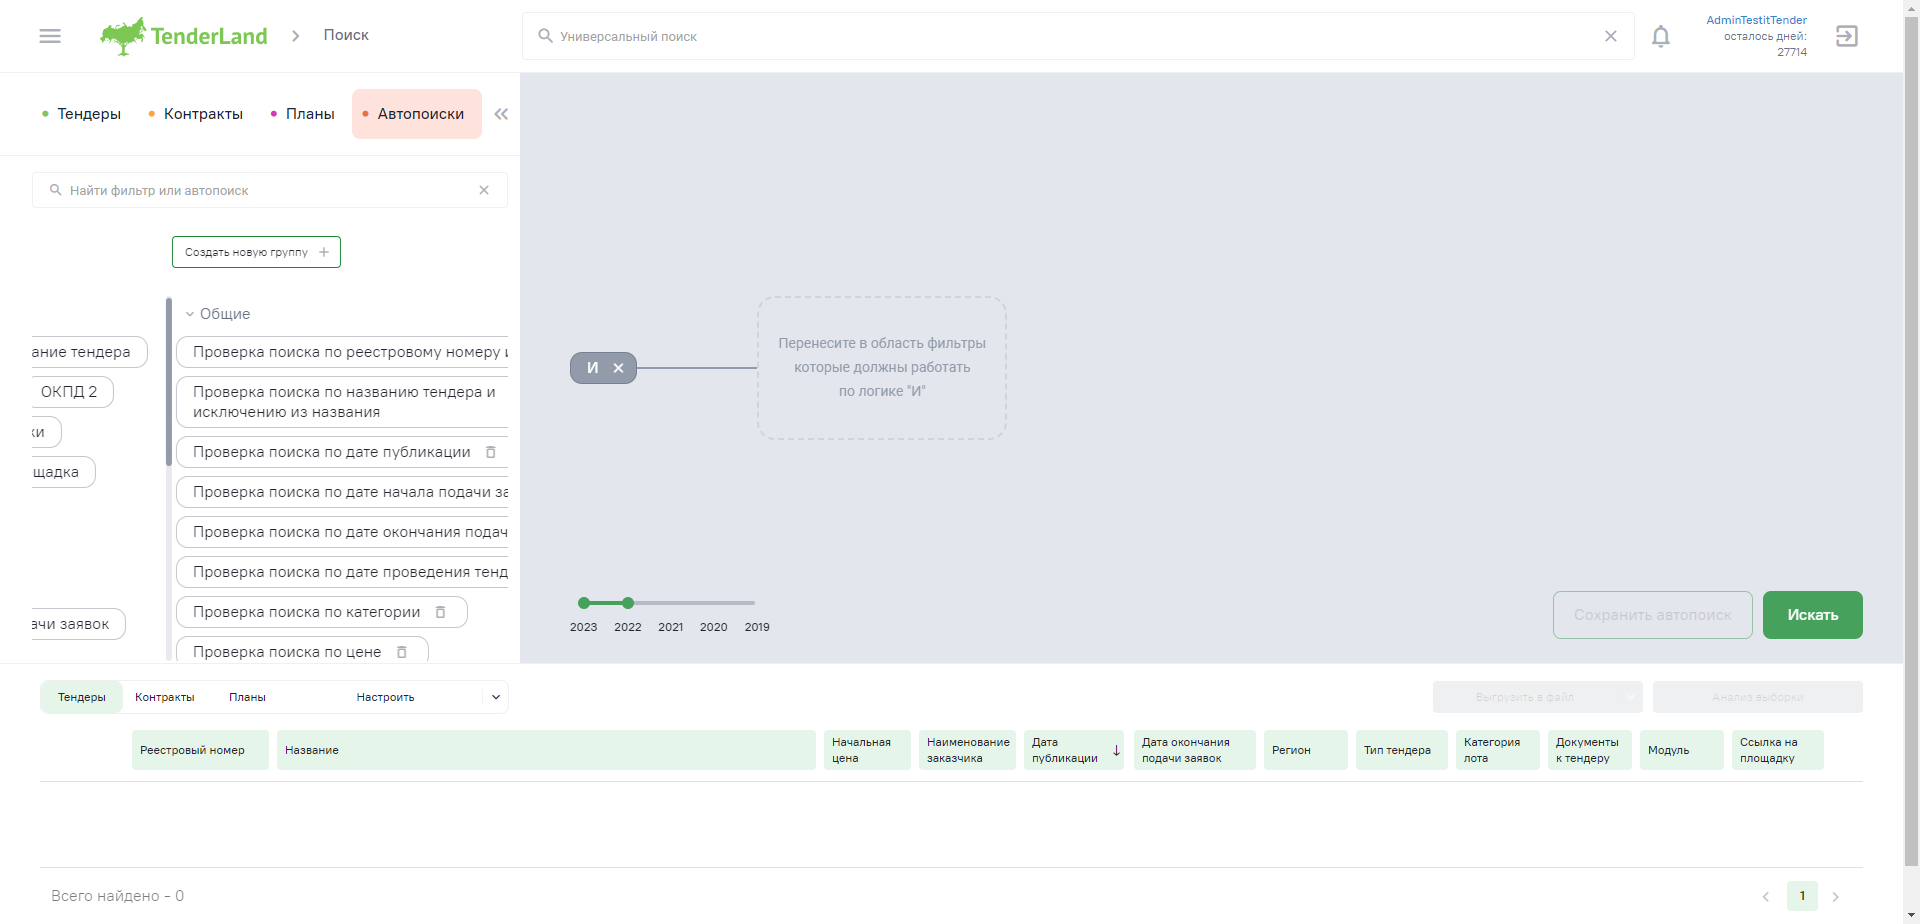 TenderLand
Поиск
Универсальный поиск
AdminTestitTender
осталось дней:
27714
Тендеры
Контракты
Планы
Автопоиски
Найти фильтр или автопоиск
Создать новую группу
Общие
ание тендера
ОКПД 2
ки
щадка
ачи заявок
Проверка поиска по реестровому номеру
Проверка поиска по названию тендера и
исключению из названия
Проверка поиска по дате публикации
Проверка поиска по дате начала подачи за
Проверка поиска по дате окончания подач
Проверка поиска по дате проведения тенд
Проверка поиска по категории
Проверка поиска по цене
И
Перенесите в область фильтры
которые должны работать
по логике "И"
2023 2022 2021 2020 2019
Сохранить автопоиск
Искать
Тендеры
Контракты
Планы
Настроить
Выгрузить в файл
Анализ выборки
Реестровый номер
Название
Начальная
цена
Наименование
заказчика
Дата
публикации
Дата окончания
подачи заявок
Регион
Тип тендера
Категория
лота
Документы
к тендеру
Модуль
Ссылка на
площадку
Всего найдено - 0
1